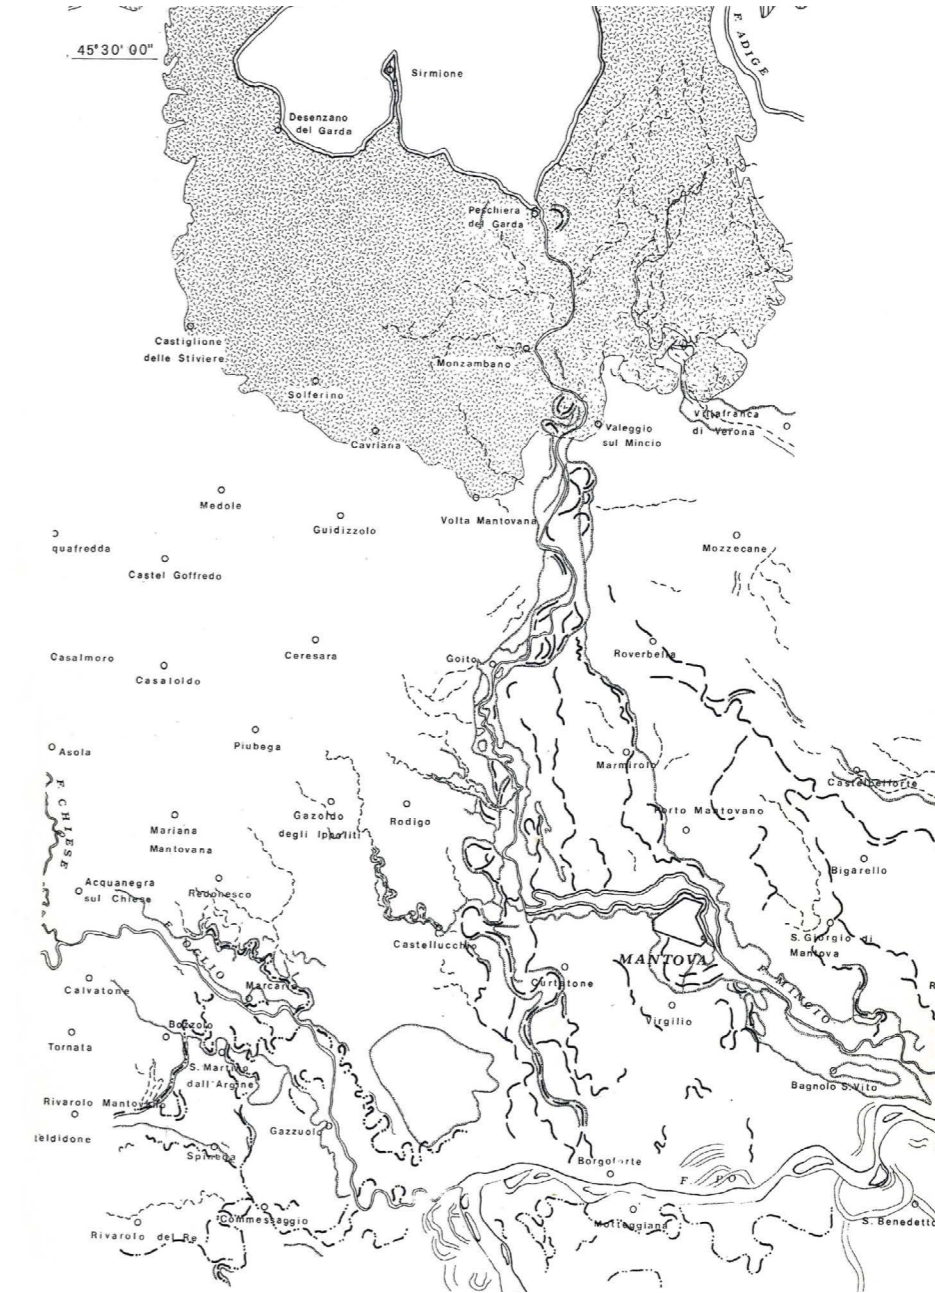 45°30' 00"
F. ADIGE
Sirmione
Desenzano
del Garda
Peschiera
del Garda
Castiglione
delle Stiviere
Monzambano
Solferino
Cavriana
Valeggio
sul Mincio
Villafranca
di Verona
Medole
Guidizzolo
Volta Mantovana
quafredda
Castel Goffredo
Mozzecane
Casalmoro
Casaloldo
Ceresara
Goito
Roverbella
Asola
Piubega
Marmirolo
Castelbelforte
F. CHIESE
Mariana
Mantovana
Gazoldo
degli Ippoliti
Rodigo
Porto Mantovano
Bigarello
Acquanegra
sul Chiese
Redondesco
Castellucchio
S. Giorgio di
Mantova
F. OGLIO
MANTOVA
F. MINCIO
Calvatone
Marcaria
Curtatone
R
Virgilio
Tornata
Bozzolo
S. Martino
dall'Argine
Bagnolo S. Vito
Rivarolo Mantovano
teldidone
Gazzuolo
Spineda
Borgoforte
F. PO
Commessaggio
Motteggiana
S. Benedetto
Rivarolo del Re